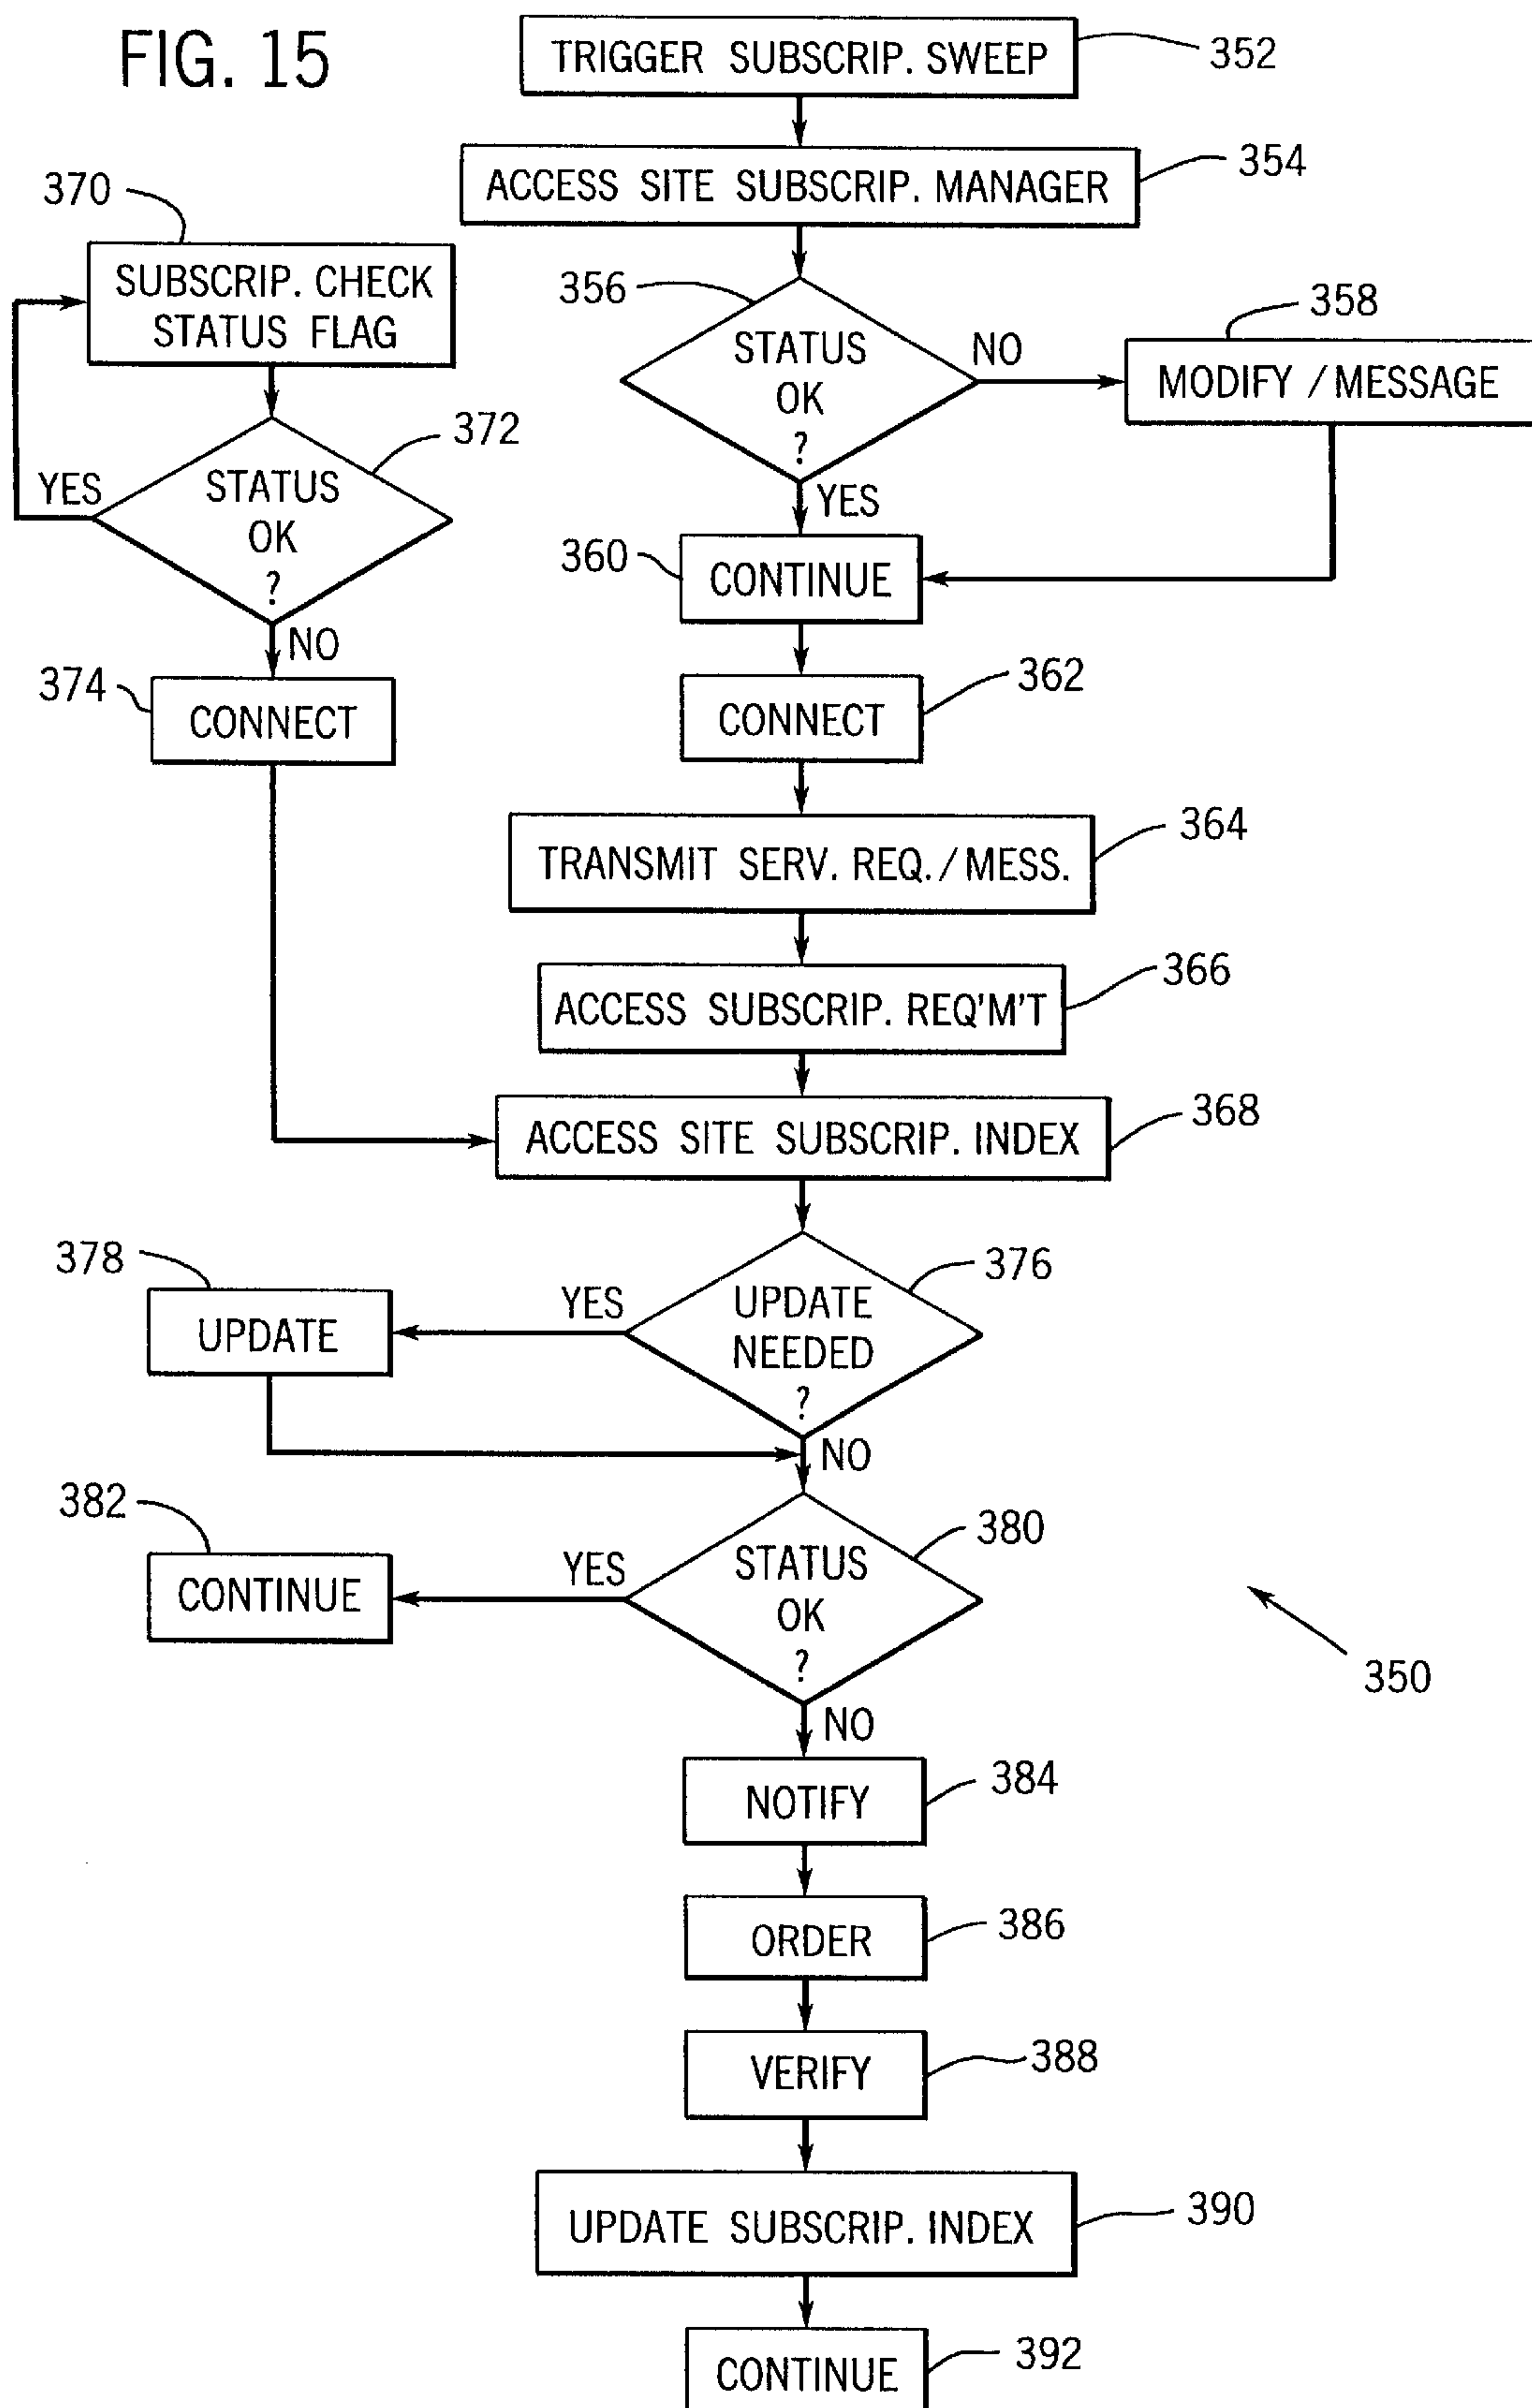 FIG. 15
TRIGGER SUBSCRIP. SWEEP
352
ACCESS SITE SUBSCRIP. MANAGER
354
370
SUBSCRIP. CHECK
STATUS FLAG
356
STATUS
OK
?
NO
358
MODIFY / MESSAGE
372
STATUS
OK
?
YES
YES
360
CONTINUE
NO
374
CONNECT
362
CONNECT
364
TRANSMIT SERV. REQ. / MESS.
366
ACCESS SUBSCRIP. REQ'M'T
368
ACCESS SITE SUBSCRIP. INDEX
378
UPDATE
YES
376
UPDATE
NEEDED
?
NO
382
CONTINUE
YES
380
STATUS
OK
?
350
NO
384
NOTIFY
386
ORDER
388
VERIFY
390
UPDATE SUBSCRIP. INDEX
392
CONTINUE